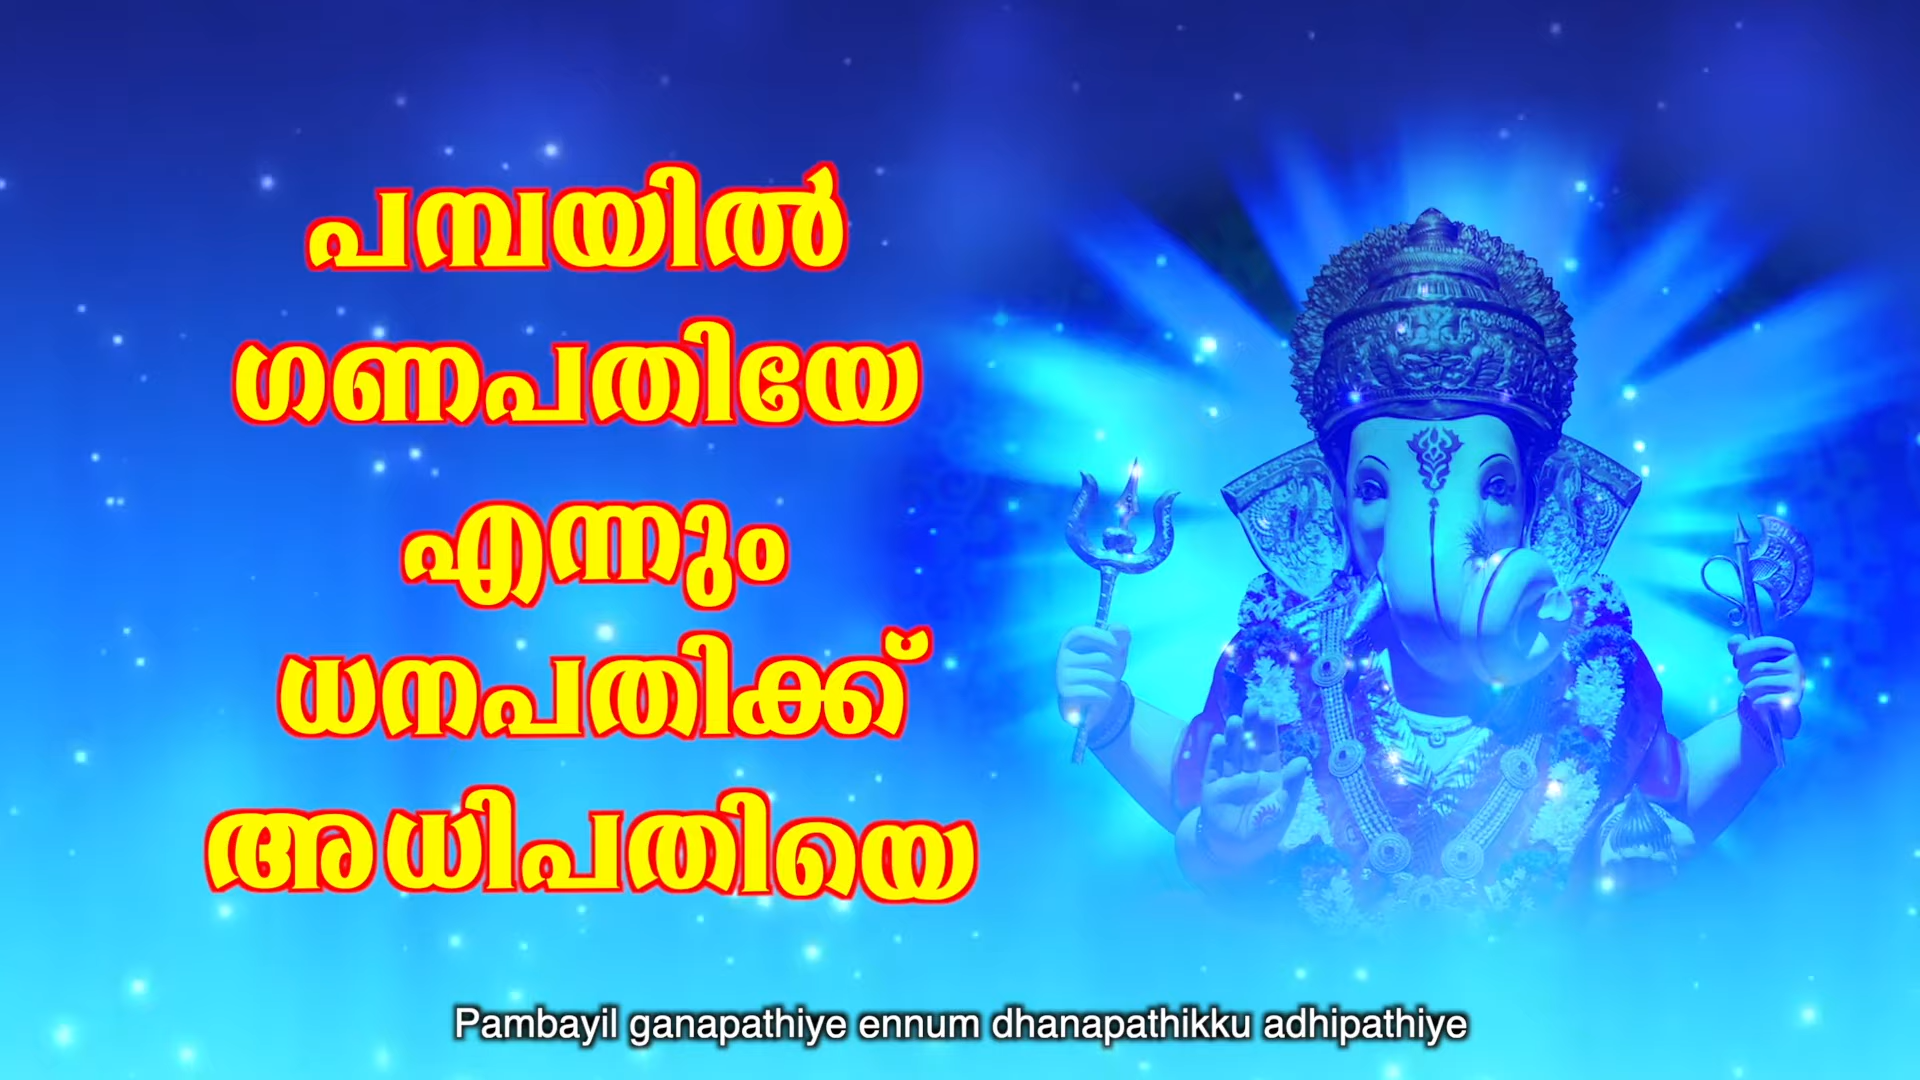 പമ്പയിൽ
ഗണപതിയേ
എന്നും
ധനപതിക്ക്
അധിപതിയെ
Pambayil ganapathiye ennum dhanapathikku adhipathiye